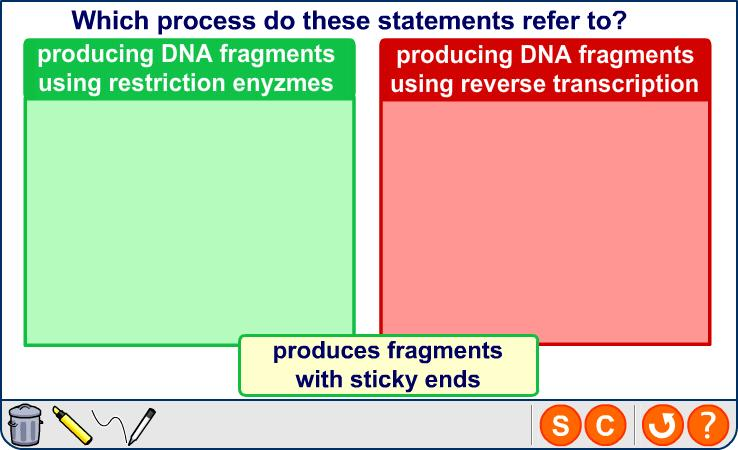 Which process do these statements refer to?
producing DNA fragments
using restriction enyzmes
producing DNA fragments
using reverse transcription
produces fragments
with sticky ends
S C ?